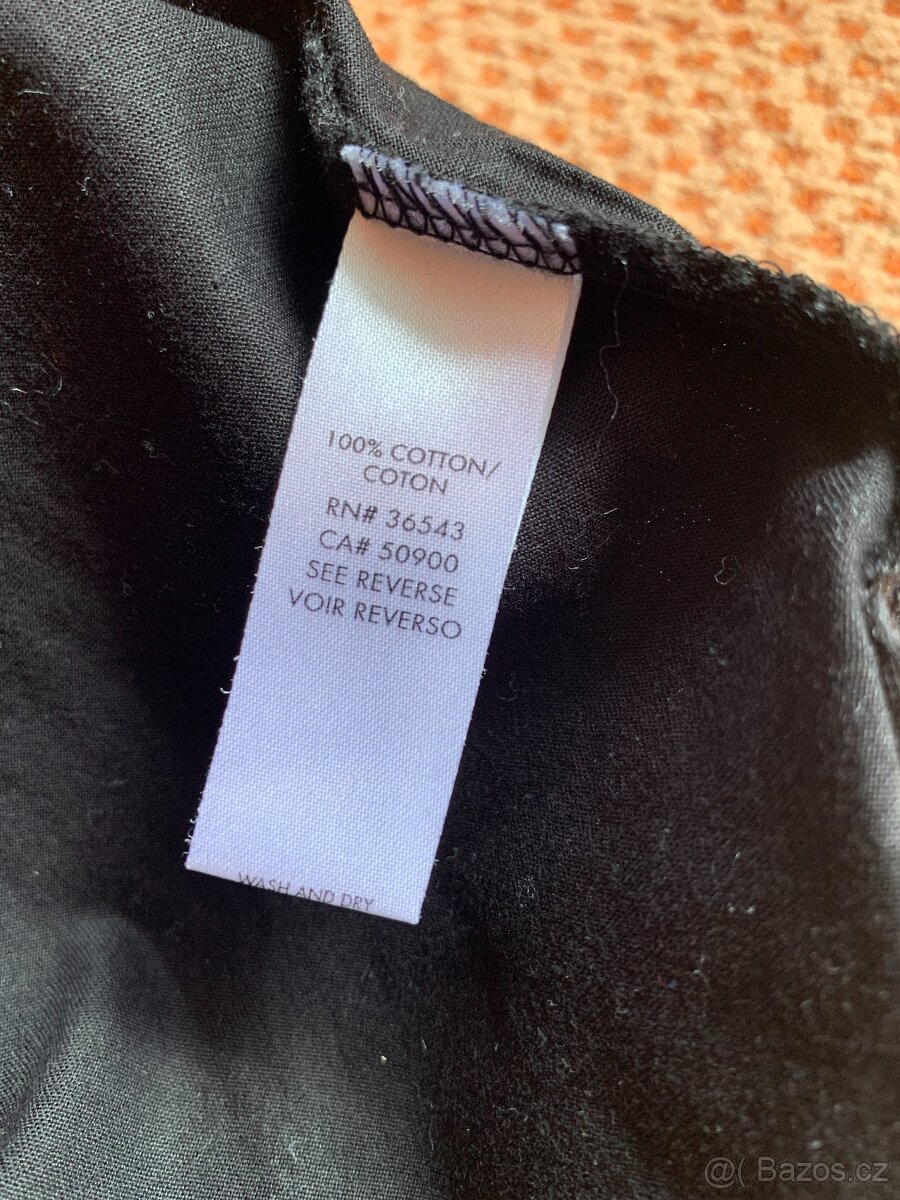 100% COTTON/
COTON
RN# 36543
CA# 50900
SEE REVERSE
VOIR REVERSO
WASH AND DRY
@( Bazos.cz